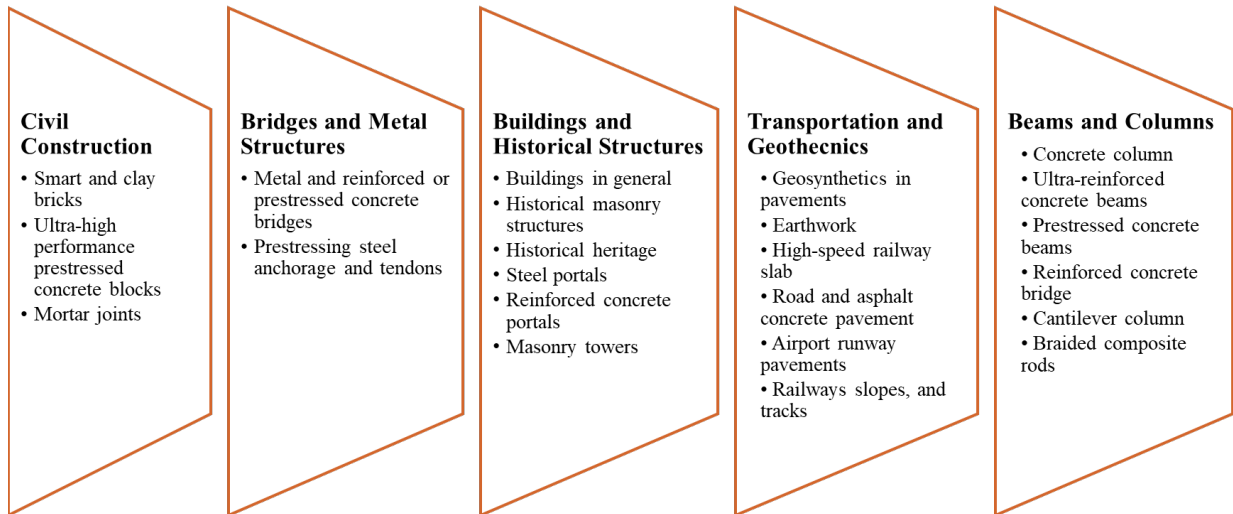 Civil
Construction
• Smart and clay
bricks
• Ultra-high
performance
prestressed
concrete blocks
• Mortar joints
Bridges and Metal
Structures
• Metal and reinforced or
prestressed concrete
bridges
• Prestressing steel
anchorage and tendons
Buildings and
Historical Structures
• Buildings in general
• Historical masonry
structures
• Historical heritage
• Steel portals
• Reinforced concrete
portals
• Masonry towers
Transportation and
Geothecnics
• Geosynthetics in
pavements
• Earthwork
• High-speed railway
slab
• Road and asphalt
concrete pavement
• Airport runway
pavements
• Railways slopes, and
tracks
Beams and Columns
• Concrete column
• Ultra-reinforced
concrete beams
• Prestressed concrete
beams
• Reinforced concrete
bridge
• Cantilever column
• Braided composite
rods